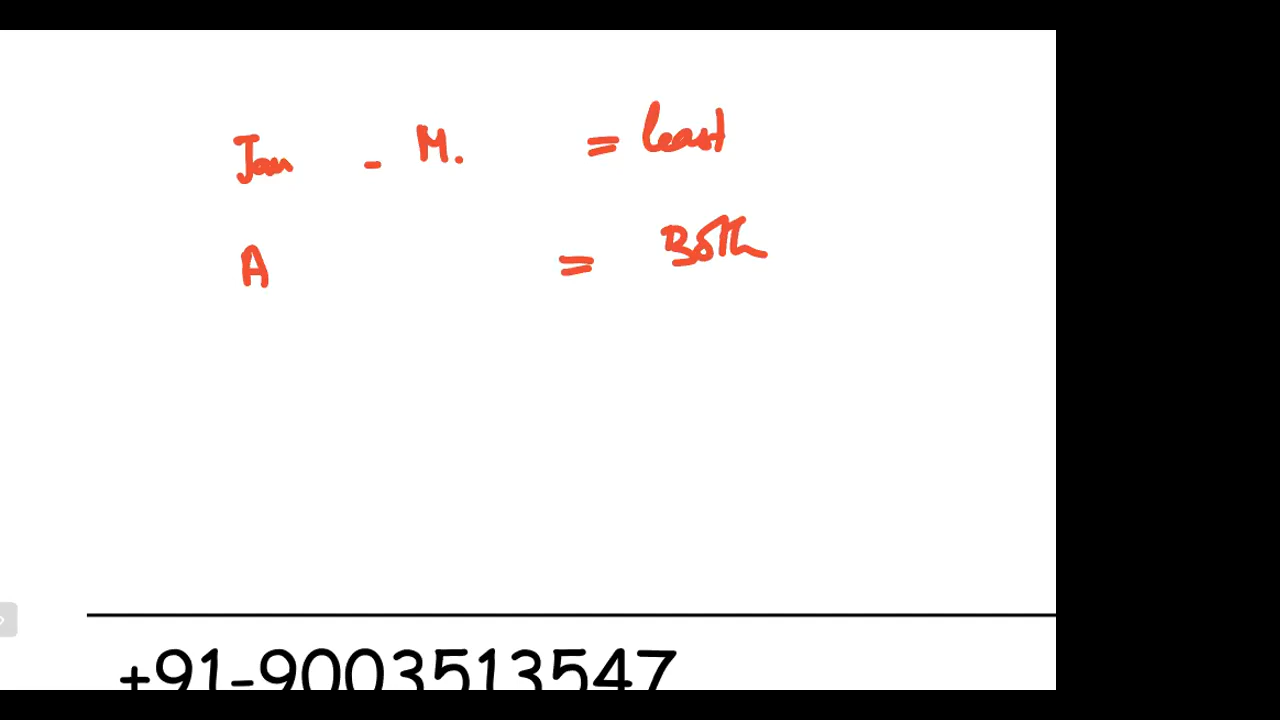 Jan - M. = least
A = Both
+91-9003513547